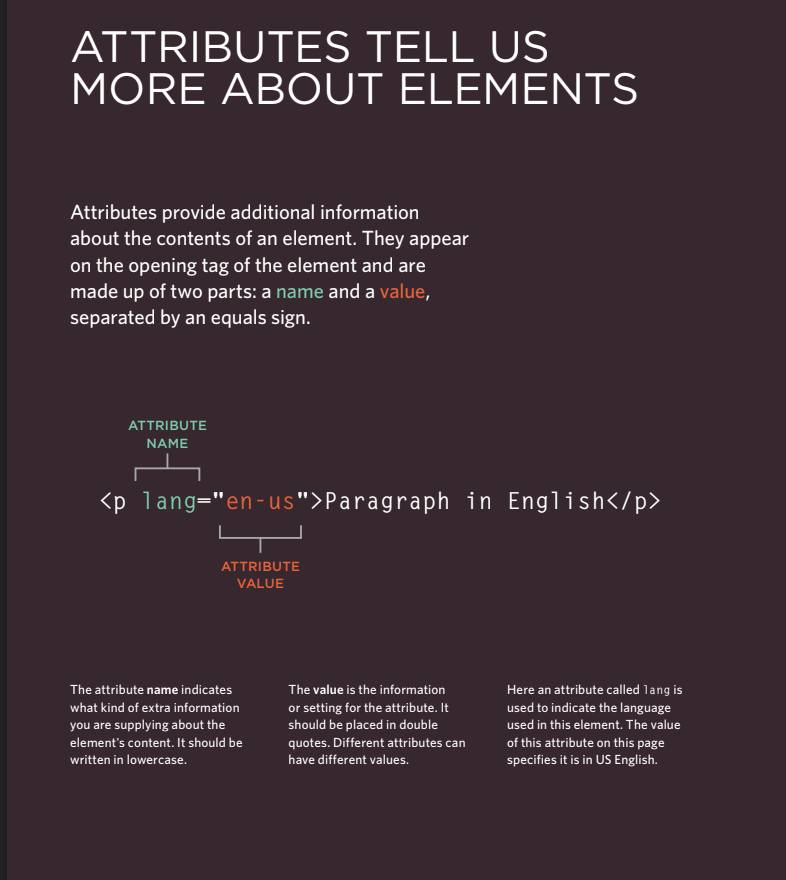 ATTRIBUTES TELL US
MORE ABOUT ELEMENTS
Attributes provide additional information
about the contents of an element. They appear
on the opening tag of the element and are
made up of two parts: a name and a value,
separated by an equals sign.
ATTRIBUTE
NAME
<p lang="en-us">Paragraph in English</p>
ATTRIBUTE
VALUE
The attribute name indicates
what kind of extra information
you are supplying about the
element's content. It should be
written in lowercase.
The value is the information
or setting for the attribute. It
should be placed in double
quotes. Different attributes can
have different values.
Here an attribute called lang is
used to indicate the language
used in this element. The value
of this attribute on this page
specifies it is in US English.